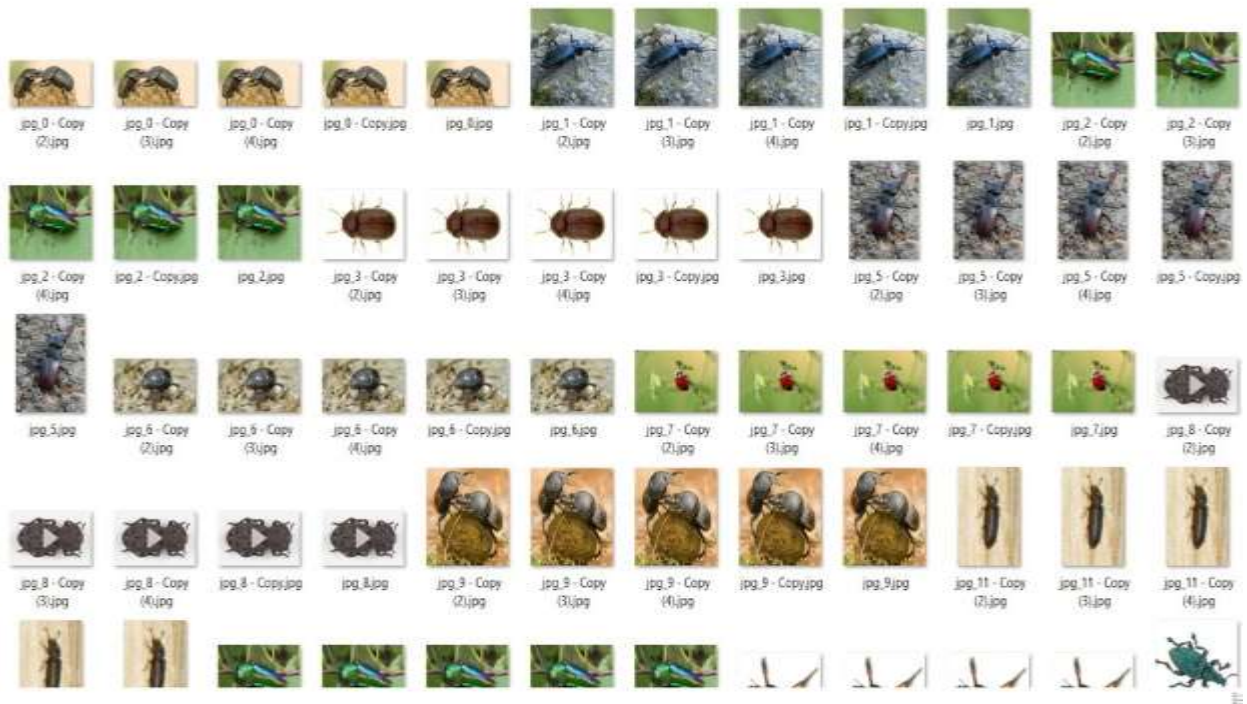 jpg_0 - Copy (2).jpg
jpg_0 - Copy (3).jpg
jpg_0 - Copy (4).jpg
jpg_0 - Copy.jpg
jpg_0.jpg
jpg_1 - Copy (2).jpg
jpg_1 - Copy (3).jpg
jpg_1 - Copy (4).jpg
jpg_1 - Copy.jpg
jpg_1.jpg
jpg_2 - Copy (2).jpg
jpg_2 - Copy (3).jpg
jpg_2 - Copy (4).jpg
jpg_2 - Copy.jpg
jpg_2.jpg
jpg_3 - Copy (2).jpg
jpg_3 - Copy (3).jpg
jpg_3 - Copy (4).jpg
jpg_3 - Copy.jpg
jpg_3.jpg
jpg_5 - Copy (2).jpg
jpg_5 - Copy (3).jpg
jpg_5 - Copy (4).jpg
jpg_5 - Copy.jpg
jpg_5.jpg
jpg_6 - Copy (2).jpg
jpg_6 - Copy (3).jpg
jpg_6 - Copy (4).jpg
jpg_6 - Copy.jpg
jpg_6.jpg
jpg_7 - Copy (2).jpg
jpg_7 - Copy (3).jpg
jpg_7 - Copy (4).jpg
jpg_7 - Copy.jpg
jpg_7.jpg
jpg_8 - Copy (2).jpg
jpg_8 - Copy (3).jpg
jpg_8 - Copy (4).jpg
jpg_8 - Copy.jpg
jpg_8.jpg
jpg_9 - Copy (2).jpg
jpg_9 - Copy (3).jpg
jpg_9 - Copy (4).jpg
jpg_9 - Copy.jpg
jpg_9.jpg
jpg_11 - Copy (2).jpg
jpg_11 - Copy (3).jpg
jpg_11 - Copy (4).jpg